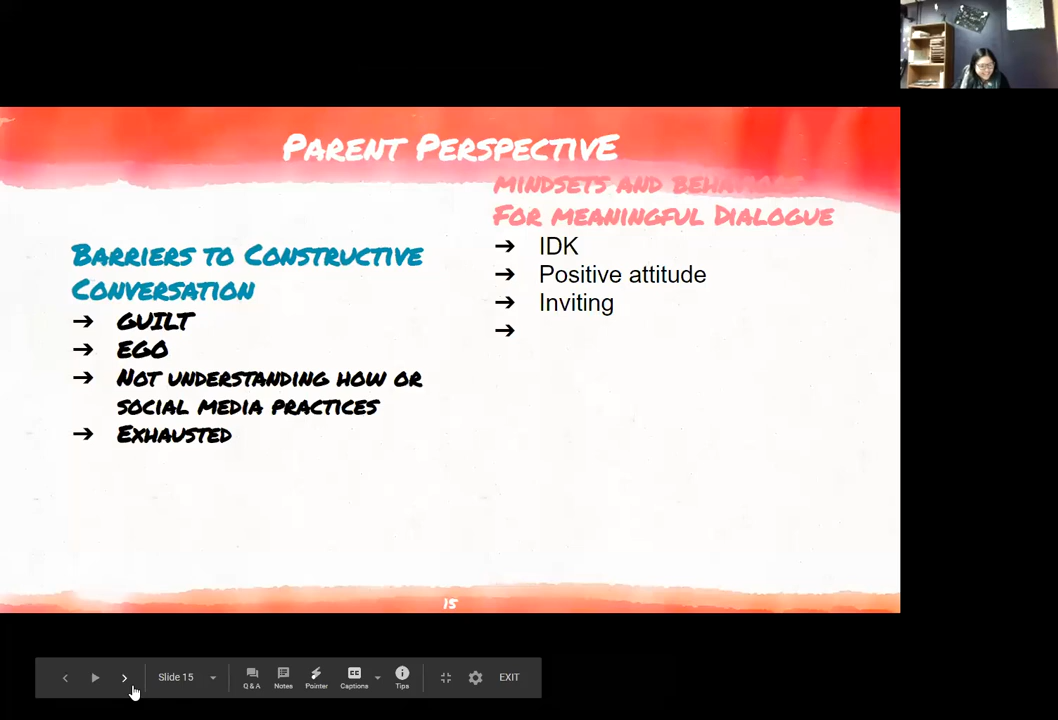 Parent Perspective
Mindsets and Behaviors
For meaningful Dialogue
➔ IDK
➔ Positive attitude
➔ Inviting
➔
Barriers to Constructive
Conversation
➔ GUILT
➔ EGO
➔ Not understanding how or
social media practices
➔ Exhausted
15
Slide 15
Q & A
Notes
Pointer
CC
Captions
Tips
EXIT